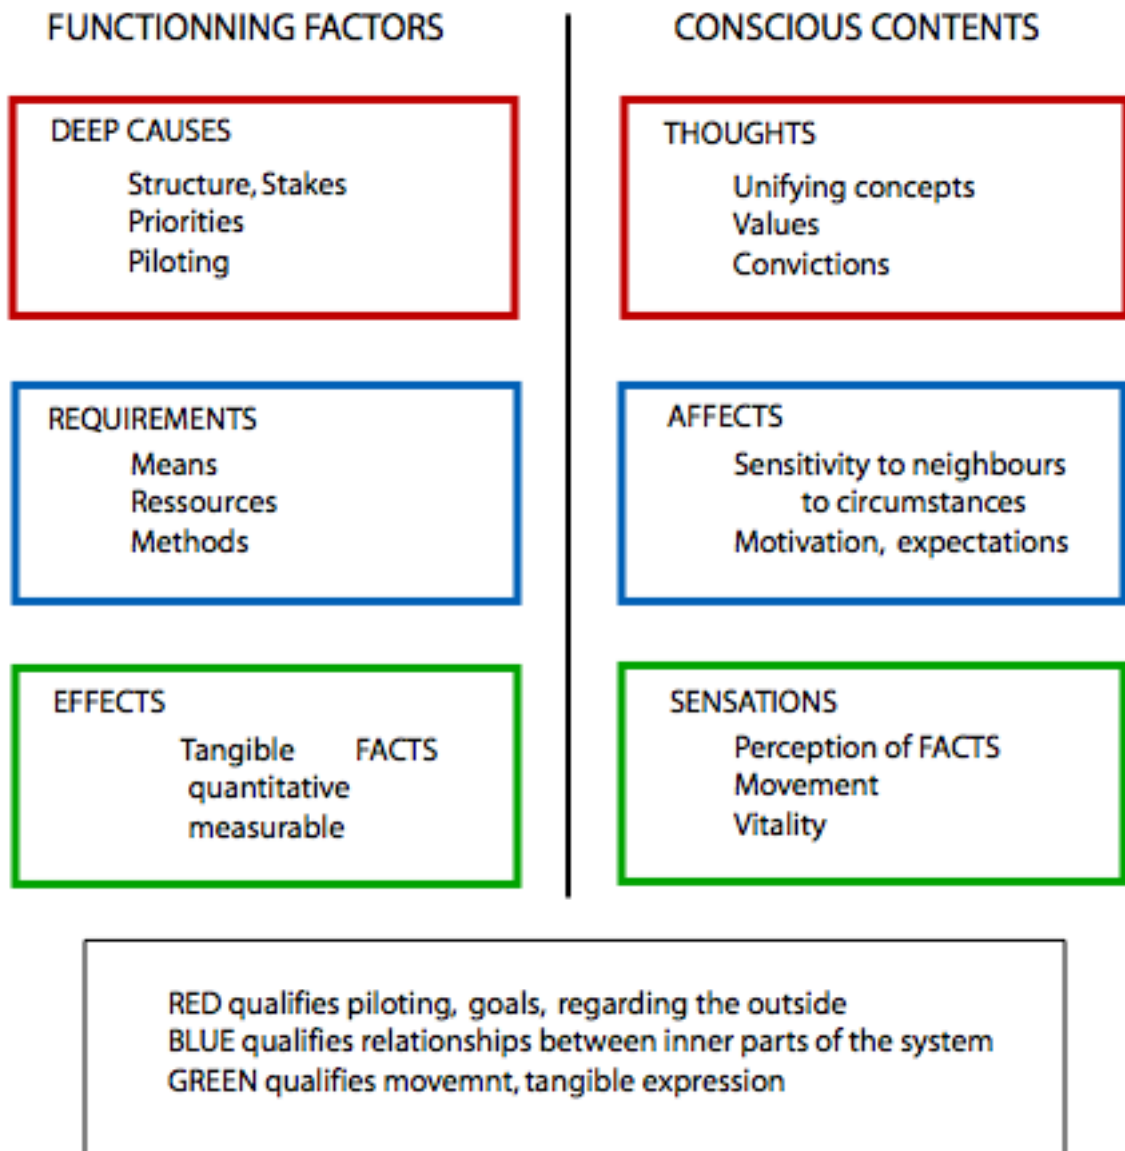 FUNCTIONNING FACTORS
DEEP CAUSES
Structure, Stakes
Priorities
Piloting
REQUIREMENTS
Means
Ressources
Methods
EFFECTS
Tangible FACTS
quantitative
measurable
CONSCIOUS CONTENTS
THOUGHTS
Unifying concepts
Values
Convictions
AFFECTS
Sensitivity to neighbours
to circumstances
Motivation, expectations
SENSATIONS
Perception of FACTS
Movement
Vitality
RED qualifies piloting, goals, regarding the outside
BLUE qualifies relationships between inner parts of the system
GREEN qualifies movemnt, tangible expression